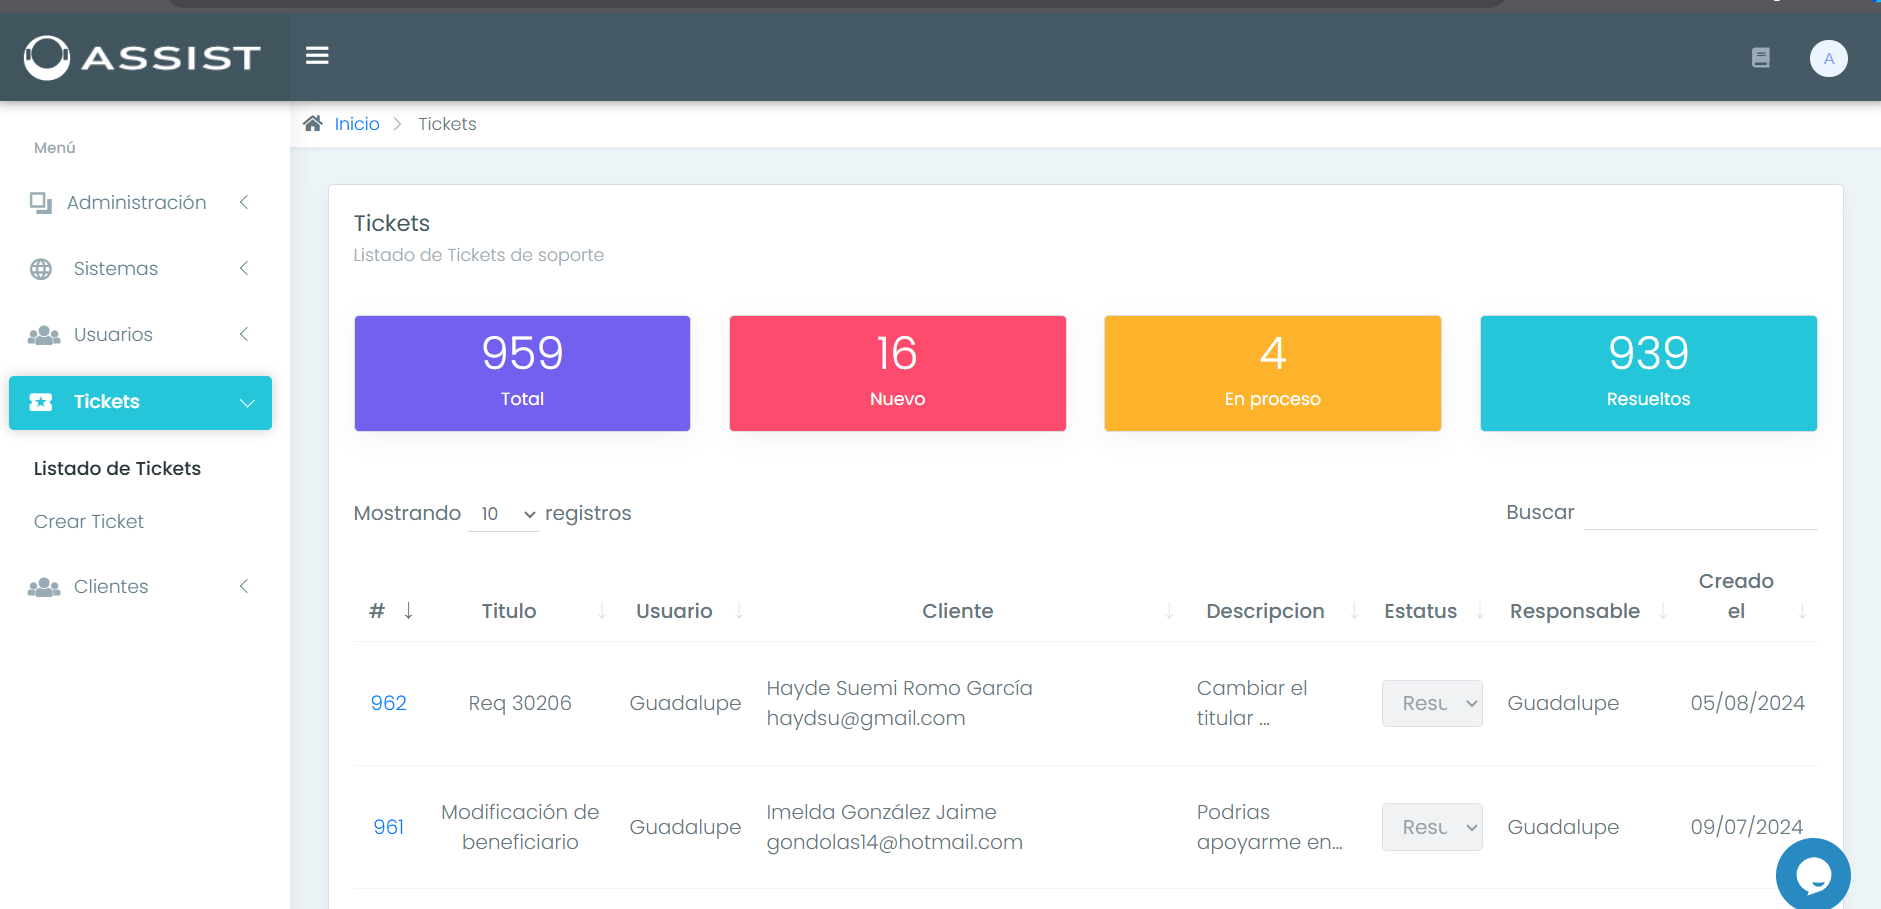 ASSIST
A
Inicio
Tickets
Menú
Administración
Sistemas
Usuarios
Tickets
Listado de Tickets
Crear Ticket
Clientes
Tickets
Listado de Tickets de soporte
959
Total
16
Nuevo
4
En proceso
939
Resueltos
Mostrando 10 registros
Buscar
# Titulo Usuario Cliente Descripcion Estatus Responsable Creado
el
962 Req 30206 Guadalupe Hayde Suemi Romo García
haydsu@gmail.com
Cambiar el
titular ...
Resu Guadalupe 05/08/2024
961 Modificación de
beneficiario
Guadalupe Imelda González Jaime
gondolas14@hotmail.com
Podrias
apoyarme en...
Resu Guadalupe 09/07/2024